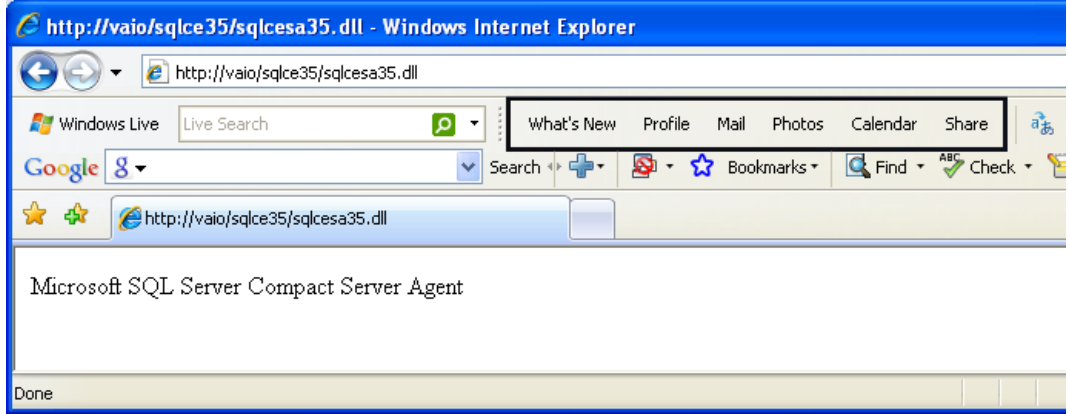 http://vaio/sqlce35/sqlcesa35.dll - Windows Internet Explorer
http://vaio/sqlce35/sqlcesa35.dll
Windows Live Live Search What's New Profile Mail Photos Calendar Share
Google Search Bookmarks Find ABC Check
http://vaio/sqlce35/sqlcesa35.dll
Microsoft SQL Server Compact Server Agent
Done